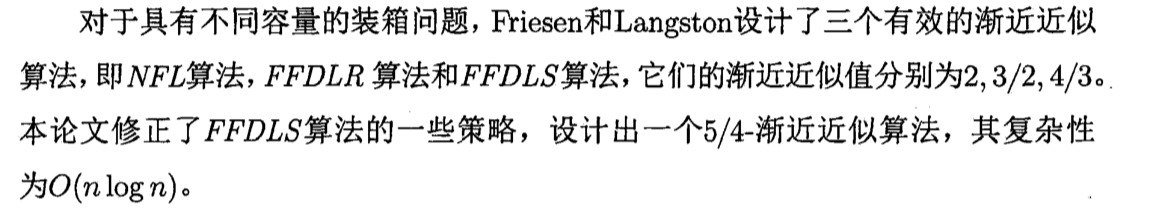 对于具有不同容量的装箱问题，Friesen和Langston设计了三个有效的渐近近似
算法，即NFL算法，FFDLR 算法和FFDLS算法，它们的渐近近似值分别为2, 3/2, 4/3。
本论文修正了FFDLS算法的一些策略，设计出一个5/4-渐近近似算法，其复杂性
为O(n log n)。